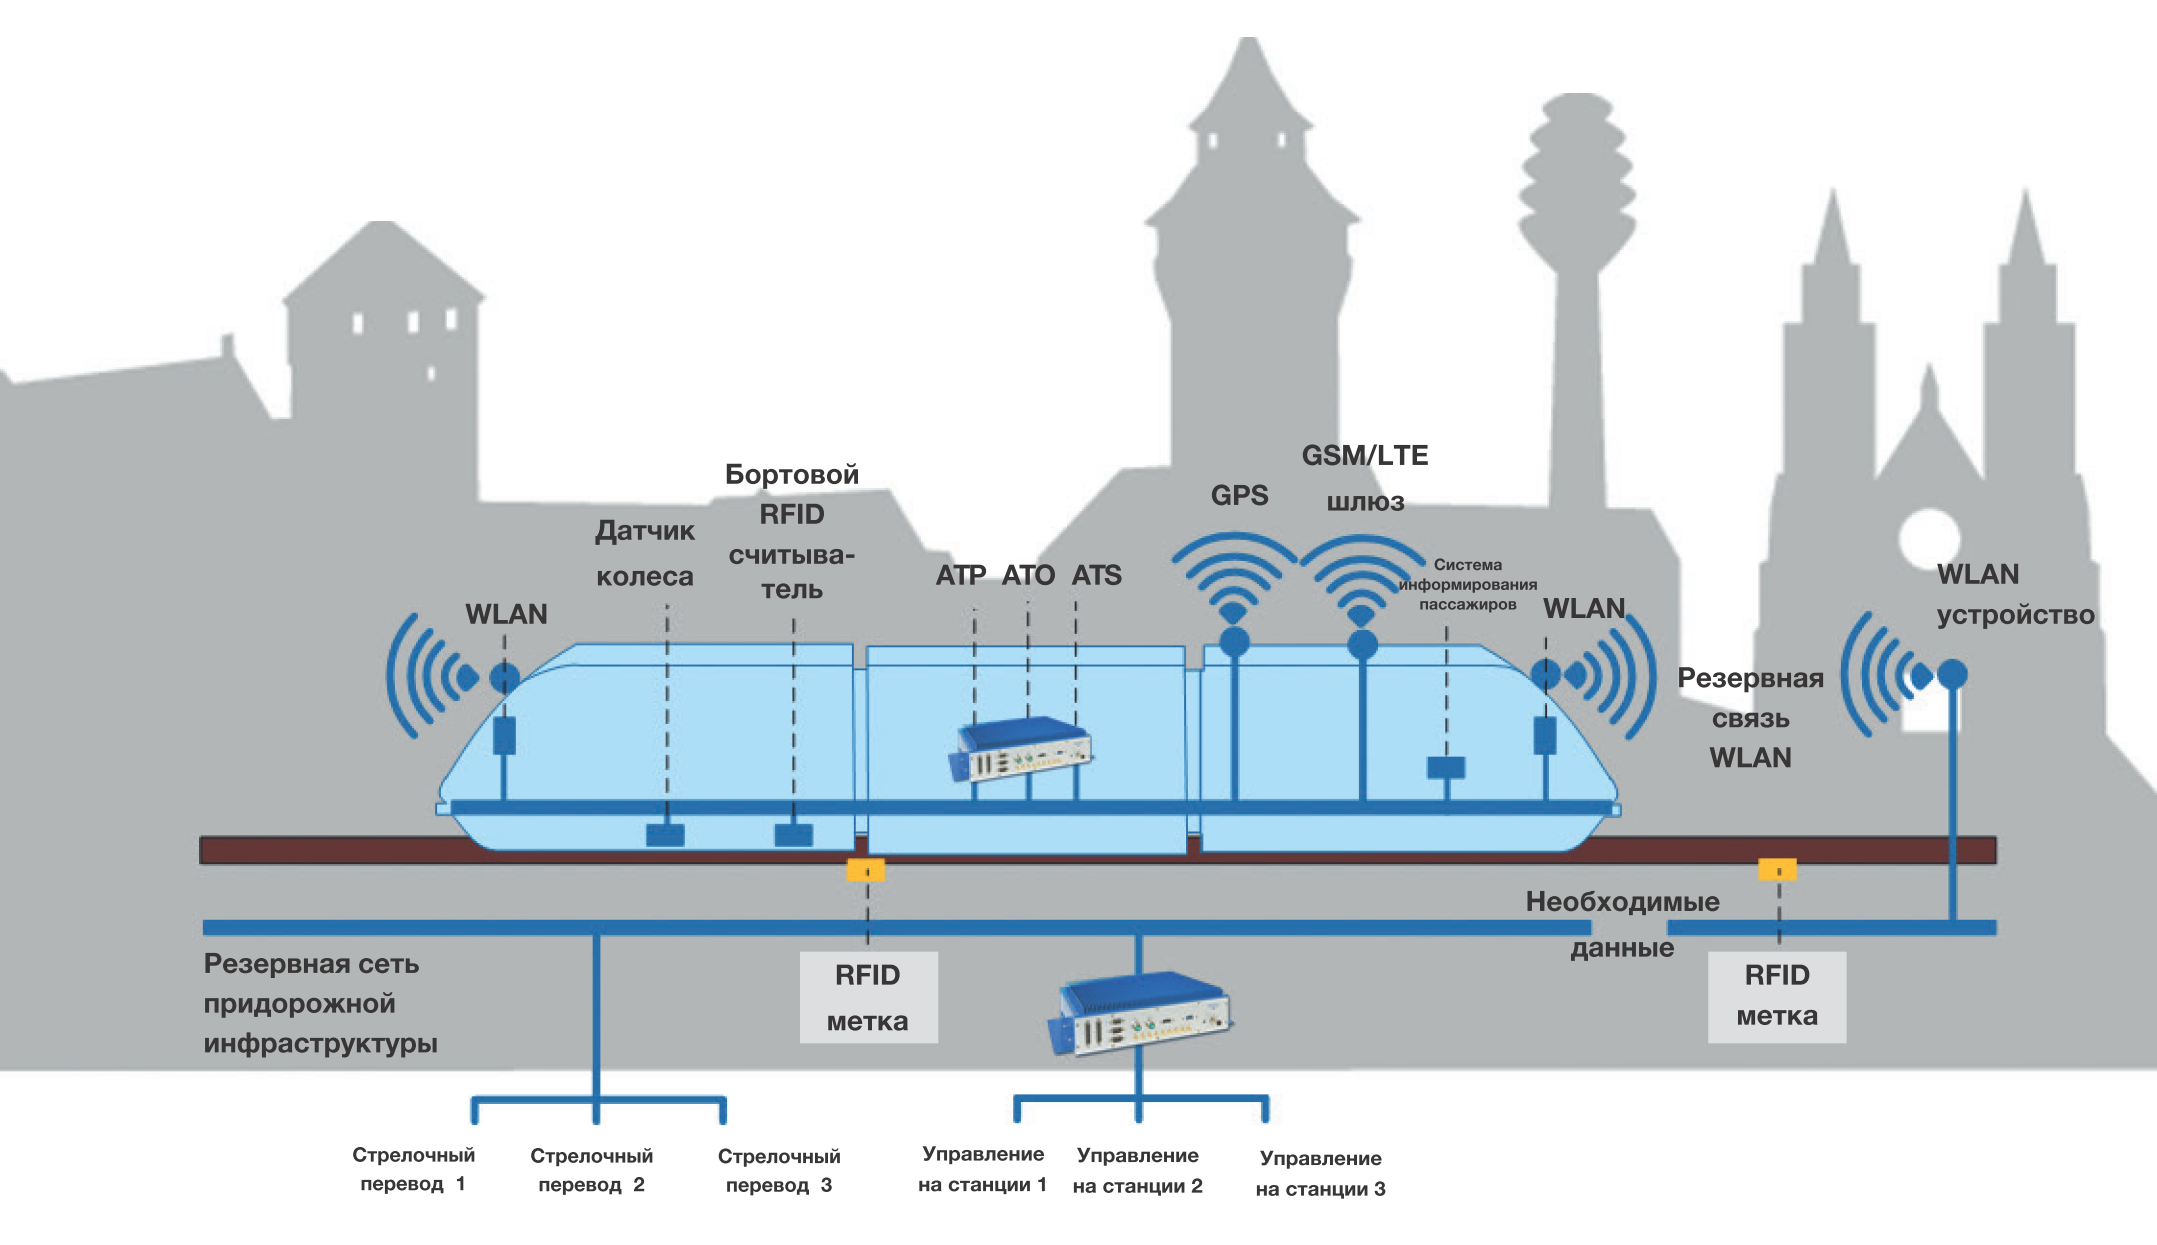 GSM/LTE
шлюз
GPS
Бортовой
RFID
считыва-
тель
Датчик
колеса
ATP
ATO
ATS
Система
информирования
пассажиров
WLAN
WLAN
WLAN
устройство
Резервная
связь
WLAN
Необходимые
данные
Резервная сеть
придорожной
инфраструктуры
RFID
метка
RFID
метка
Стрелочный
перевод 1
Стрелочный
перевод 2
Стрелочный
перевод 3
Управление
на станции 1
Управление
на станции 2
Управление
на станции 3